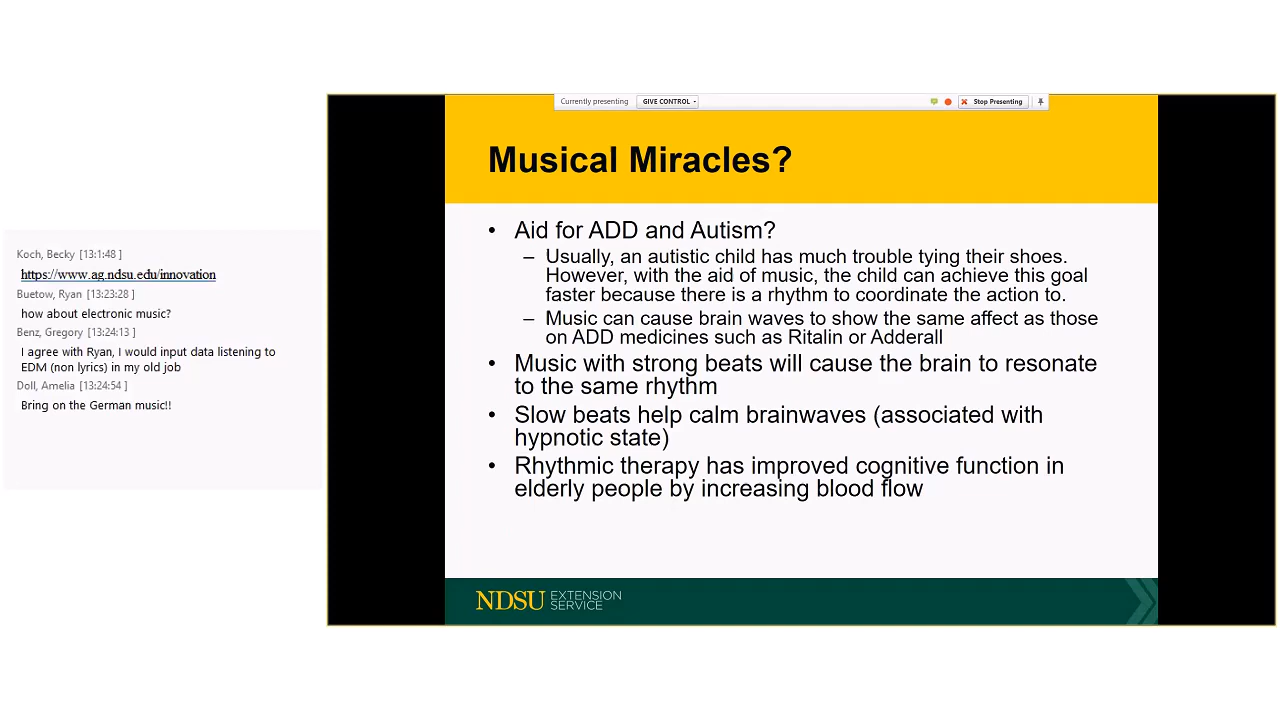 Currently presenting GIVE CONTROL Stop Presenting
Musical Miracles?
• Aid for ADD and Autism?
– Usually, an autistic child has much trouble tying their shoes.
However, with the aid of music, the child can achieve this goal
faster because there is a rhythm to coordinate the action to.
– Music can cause brain waves to show the same affect as those
on ADD medicines such as Ritalin or Adderall
• Music with strong beats will cause the brain to resonate
to the same rhythm
• Slow beats help calm brainwaves (associated with
hypnotic state)
• Rhythmic therapy has improved cognitive function in
elderly people by increasing blood flow
NDSU EXTENSION
SERVICE
Koch, Becky [13:1:48 ]
https://www.ag.ndsu.edu/innovation
Buetow, Ryan [13:23:28 ]
how about electronic music?
Benz, Gregory [13:24:13 ]
I agree with Ryan, I would input data listening to
EDM (non lyrics) in my old job
Doll, Amelia [13:24:54 ]
Bring on the German music!!